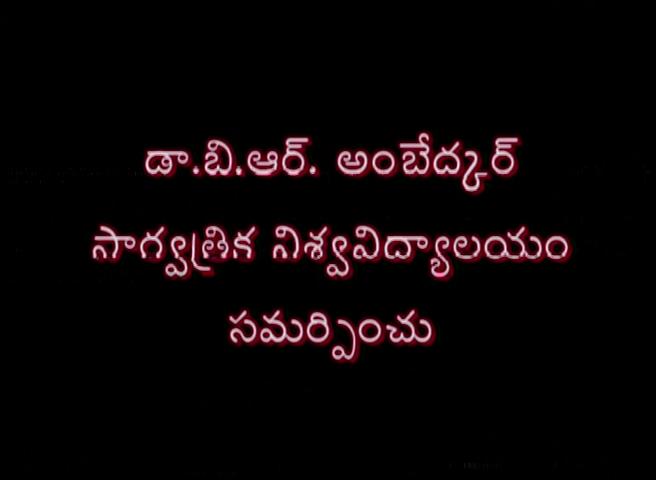 డా.బి.ఆర్. అంబేద్కర్
సార్వత్రిక విశ్వవిద్యాలయం
సమర్పించు